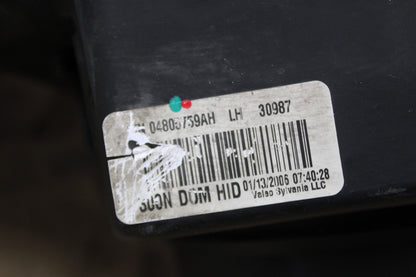 04805759AH LH 30987
DOM HID 01/13/2006 07:40:28
Valeo Sylvania LLC